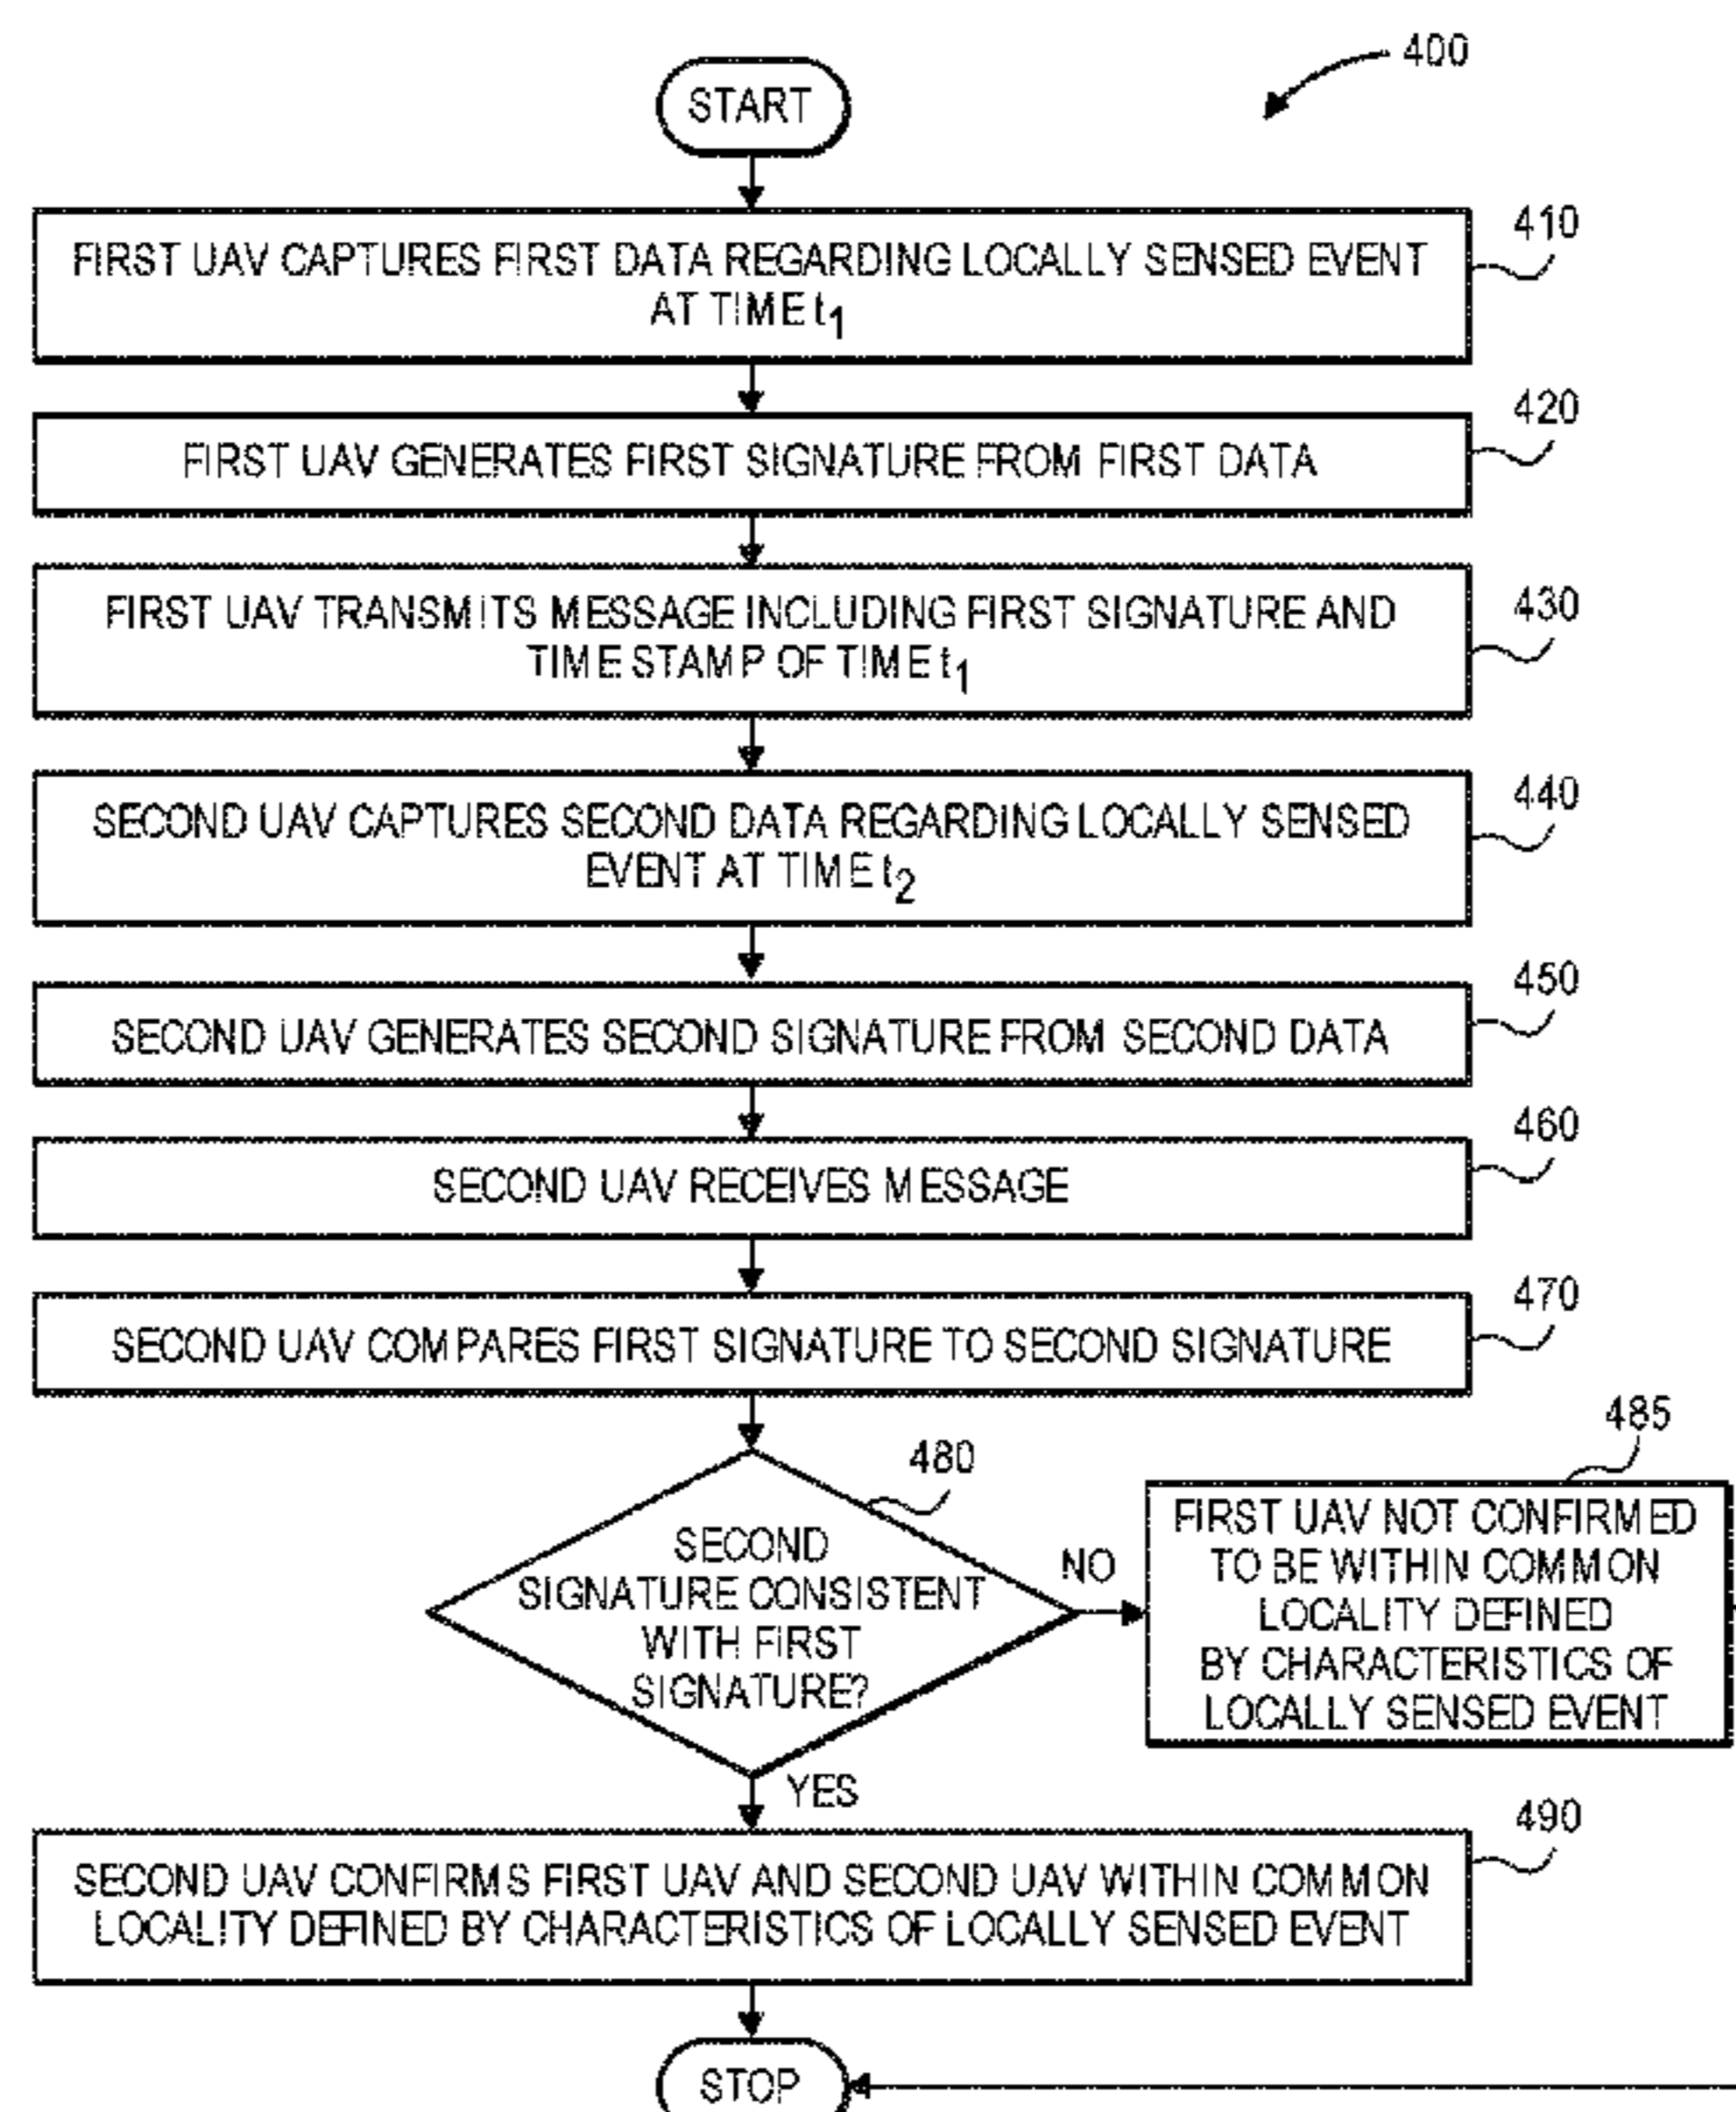 400
START
410
FIRST UAV CAPTURES FIRST DATA REGARDING LOCALLY SENSED EVENT
AT TIME t1
420
FIRST UAV GENERATES FIRST SIGNATURE FROM FIRST DATA
430
FIRST UAV TRANSMITS MESSAGE INCLUDING FIRST SIGNATURE AND
TIME STAMP OF TIME t1
440
SECOND UAV CAPTURES SECOND DATA REGARDING LOCALLY SENSED
EVENT AT TIME t2
450
SECOND UAV GENERATES SECOND SIGNATURE FROM SECOND DATA
460
SECOND UAV RECEIVES MESSAGE
470
SECOND UAV COMPARES FIRST SIGNATURE TO SECOND SIGNATURE
480
SECOND
SIGNATURE CONSISTENT
WITH FIRST
SIGNATURE?
NO
485
FIRST UAV NOT CONFIRMED
TO BE WITHIN COMMON
LOCALITY DEFINED
BY CHARACTERISTICS OF
LOCALLY SENSED EVENT
YES
490
SECOND UAV CONFIRMS FIRST UAV AND SECOND UAV WITHIN COMMON
LOCALITY DEFINED BY CHARACTERISTICS OF LOCALLY SENSED EVENT
STOP